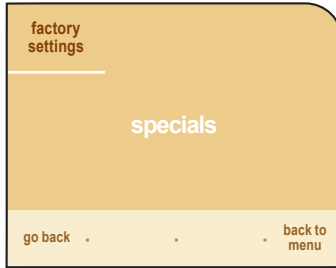 factory
settings
specials
go back
back to
menu